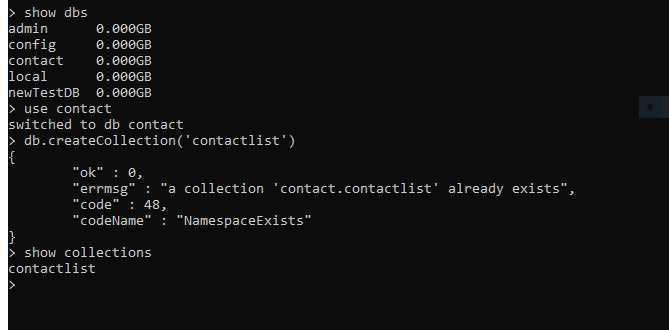 > show dbs
admin      0.000GB
config     0.000GB
contact    0.000GB
local      0.000GB
newTestDB  0.000GB
> use contact
switched to db contact
> db.createCollection('contactlist')
{
        "ok" : 0,
        "errmsg" : "a collection 'contact.contactlist' already exists",
        "code" : 48,
        "codeName" : "NamespaceExists"
}
> show collections
contactlist
>